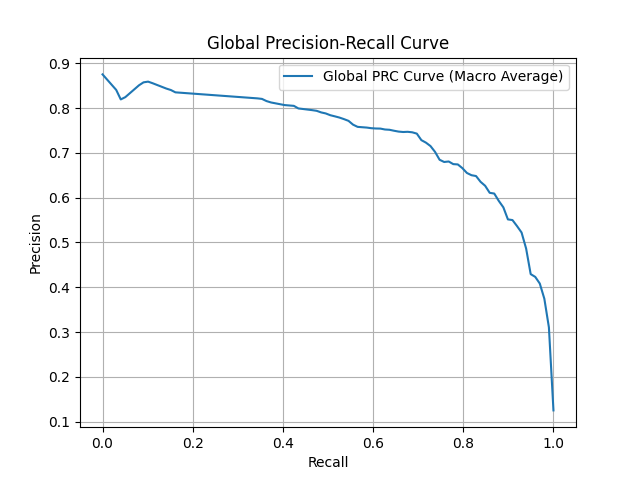 Global Precision-Recall Curve
Global PRC Curve (Macro Average)
Precision
0.9
0.8
0.7
0.6
0.5
0.4
0.3
0.2
0.1
0.0 0.2 0.4 0.6 0.8 1.0
Recall